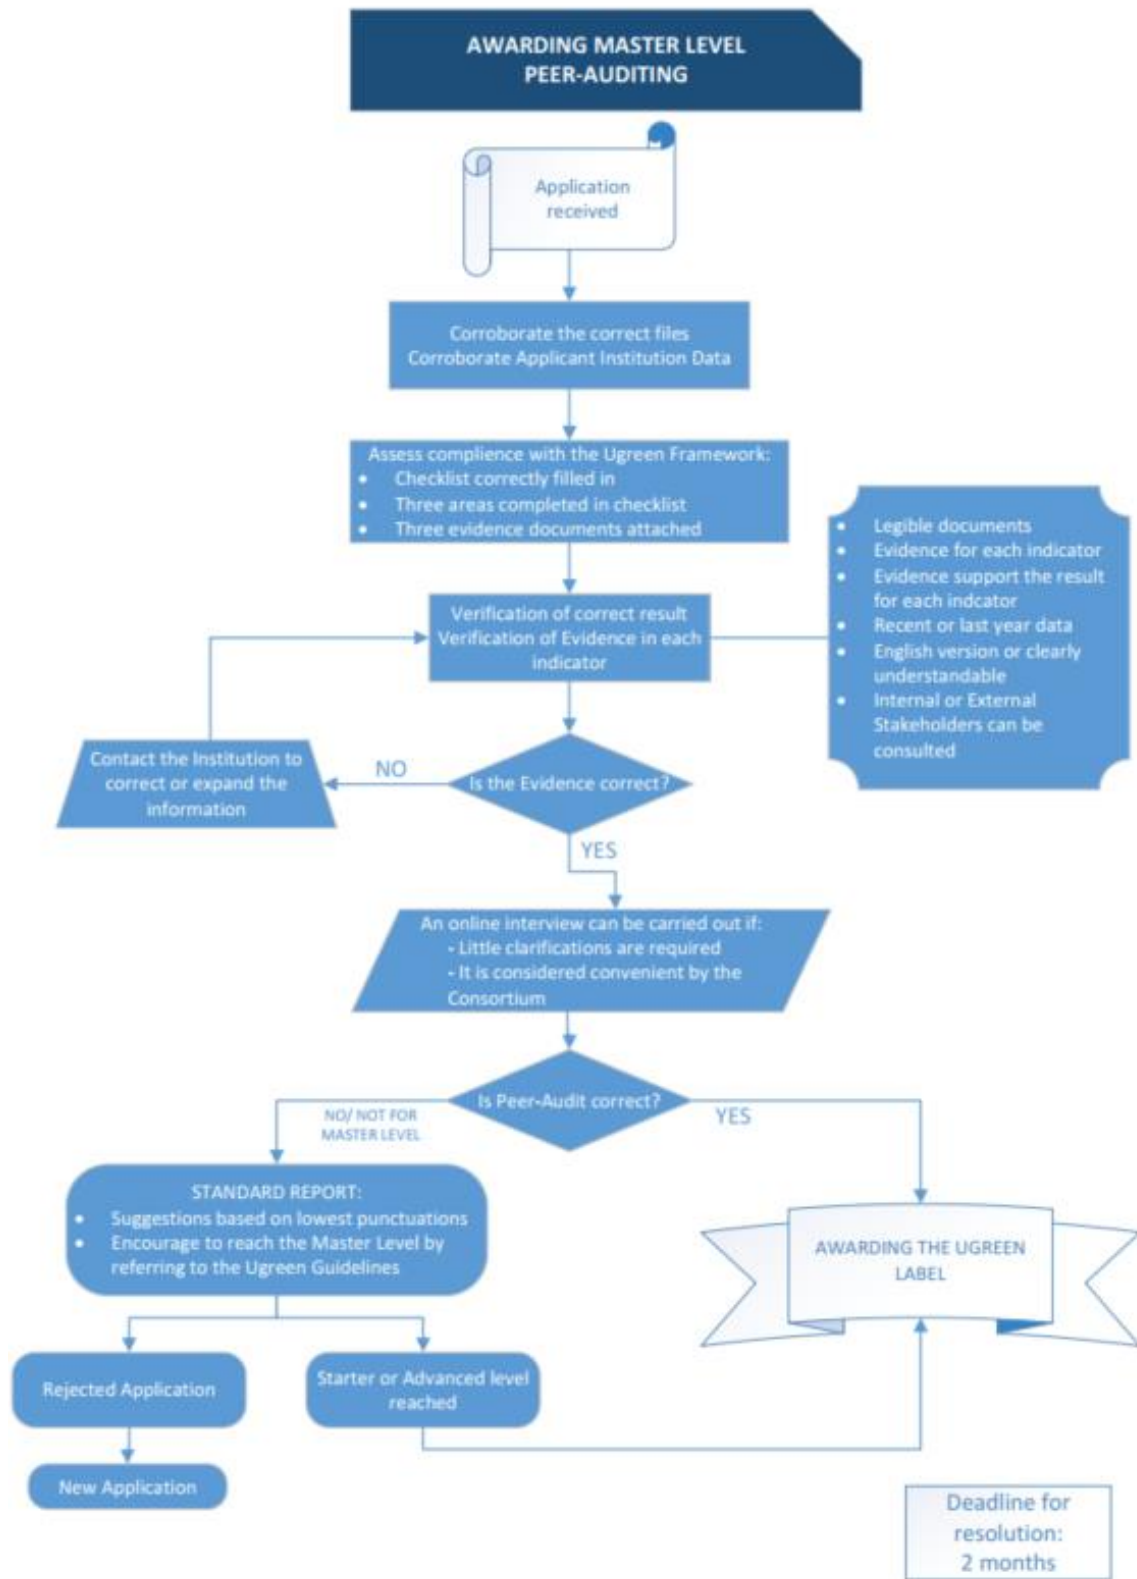 AWARDING MASTER LEVEL
PEER-AUDITING
Application
received
Corroborate the correct files
Corroborate Applicant Institution Data
Assess complience with the Ugreen Framework:
• Checklist correctly filled in
• Three areas completed in checklist
• Three evidence documents attached
Verification of correct result
Verification of Evidence in each
indicator
• Legible documents
• Evidence for each indicator
• Evidence support the result
for each indcator
• Recent or last year data
• English version or clearly
understandable
• Internal or External
Stakeholders can be
consulted
Is the Evidence correct?
NO
Contact the Institution to
correct or expand the
information
YES
An online interview can be carried out if:
- Little clarifications are required
- It is considered convenient by the
Consortium
Is Peer-Audit correct?
NO/ NOT FOR
MASTER LEVEL
YES
STANDARD REPORT:
• Suggestions based on lowest punctuations
• Encourage to reach the Master Level by
referring to the Ugreen Guidelines
AWARDING THE UGREEN
LABEL
Rejected Application
Starter or Advanced level
reached
New Application
Deadline for
resolution:
2 months